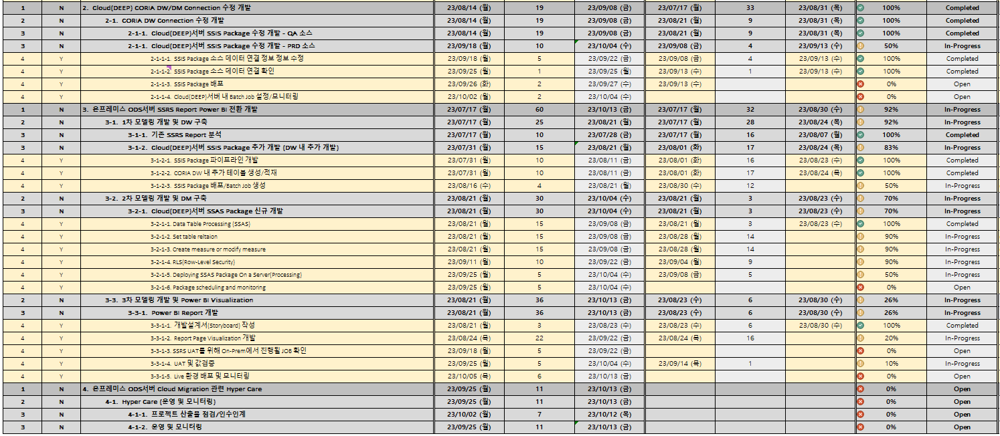 1 N 2. Cloud(DEEP) CORIA DW/DM Connection 수정 개발 23/08/14 (월) 19 23/09/08 (금) 23/07/17 (월) 33 23/08/31 (목) 100% Completed
2 N 2-1. CORIA DW Connection 수정 개발 23/08/14 (월) 19 23/09/08 (금) 23/08/21 (월) 9 23/08/31 (목) 100% Completed
3 N 2-1-1. Cloud(DEEP)서버 SSIS Package 수정 개발 - QA 소스 23/08/14 (월) 19 23/09/08 (금) 23/08/21 (월) 9 23/08/31 (목) 100% Completed
3 N 2-1-1. Cloud(DEEP)서버 SSIS Package 수정 개발 - PRD 소스 23/09/18 (월) 10 23/10/04 (수) 23/09/08 (금) 4 23/09/13 (수) 50% In-Progress
4 Y 2-1-1-1. SSIS Package 소스 데이터 연결 정보 정보 수정 23/09/18 (월) 5 23/09/22 (금) 23/09/08 (금) 4 23/09/13 (수) 100% Completed
4 Y 2-1-1-2. SSIS Package 소스 데이터 연결 확인 23/09/25 (월) 1 23/09/25 (월) 23/09/13 (수) 1 23/09/13 (수) 100% Completed
4 Y 2-1-1-3. SSIS Package 배포 23/09/26 (화) 2 23/09/27 (수) 23/09/13 (수) 0% Open
4 Y 2-1-1-4. Cloud(DEEP)서버 내 Batch Job 설정/모니터링 23/10/02 (월) 2 23/10/04 (수) 0% Open
1 N 3. 온프레미스 ODS서버 SSRS Report Power BI 전환 개발 23/07/17 (월) 60 23/10/13 (금) 23/07/17 (월) 32 23/08/30 (수) 92% In-Progress
2 N 3-1. 1차 모델링 개발 및 DW 구축 23/07/17 (월) 25 23/08/21 (월) 23/07/17 (월) 28 23/08/24 (목) 92% In-Progress
3 N 3-1-1. 기존 SSRS Report 분석 23/07/17 (월) 10 23/07/28 (금) 23/07/17 (월) 16 23/08/07 (월) 100% Completed
3 N 3-1-2. Cloud(DEEP)서버 SSIS Package 추가 개발 (DW 내 추가 개발) 23/07/31 (월) 15 23/08/21 (월) 23/08/01 (화) 17 23/08/24 (목) 83% In-Progress
4 Y 3-1-2-1. SSIS Package 파이프라인 개발 23/07/31 (월) 10 23/08/11 (금) 23/08/01 (화) 16 23/08/23 (수) 100% Completed
4 Y 3-1-2-2. CORIA DW 내 추가 테이블 생성/적재 23/07/31 (월) 10 23/08/11 (금) 23/08/01 (화) 17 23/08/24 (목) 100% Completed
4 Y 3-1-2-3. SSIS Package 배포/Batch Job 생성 23/08/16 (수) 4 23/08/21 (월) 23/08/30 (수) 12 50% In-Progress
2 N 3-2. 2차 모델링 개발 및 DM 구축 23/08/21 (월) 30 23/10/04 (수) 23/08/21 (월) 3 23/08/23 (수) 70% In-Progress
3 N 3-2-1. Cloud(DEEP)서버 SSAS Package 신규 개발 23/08/21 (월) 30 23/10/04 (수) 23/08/21 (월) 3 23/08/23 (수) 70% In-Progress
4 Y 3-2-1-1. Data Table Processing (SSAS) 23/08/21 (월) 15 23/09/08 (금) 23/08/21 (월) 3 23/08/23 (수) 100% Completed
4 Y 3-2-1-2. Set table reltaion 23/08/21 (월) 15 23/09/08 (금) 23/08/28 (월) 14 90% In-Progress
4 Y 3-2-1-3. Create measure or modify measure 23/08/21 (월) 15 23/09/08 (금) 23/08/28 (월) 14 90% In-Progress
4 Y 3-2-1-4. RLS(Row-Level Security) 23/09/11 (월) 10 23/09/22 (금) 23/09/04 (월) 9 90% In-Progress
4 Y 3-2-1-5. Deploying SSAS Package On a Server(Processing) 23/09/25 (월) 5 23/10/04 (수) 23/09/08 (금) 5 50% In-Progress
4 Y 3-2-1-6. Package scheduling and monitoring 23/09/25 (월) 5 23/10/04 (수) 0% Open
2 N 3-3. 3차 모델링 개발 및 Power BI Visualization 23/08/21 (월) 36 23/10/13 (금) 23/08/23 (수) 6 23/08/30 (수) 26% In-Progress
3 N 3-3-1. Power BI Report 개발 23/08/21 (월) 36 23/10/13 (금) 23/08/23 (수) 6 23/08/30 (수) 26% In-Progress
4 Y 3-3-1-1. 개발설계서(Storyboard) 작성 23/08/21 (월) 3 23/08/23 (수) 23/08/23 (수) 6 23/08/30 (수) 100% Completed
4 Y 3-3-1-2. Report Page Visualization 개발 23/08/24 (목) 22 23/09/22 (금) 23/08/24 (목) 16 20% In-Progress
4 Y 3-3-1-3. SSRS UAT를 위해 On-Prem에서 진행될 JOB 확인 23/09/18 (월) 5 23/09/22 (금) 0% Open
4 Y 3-3-1-4. UAT 및 값검증 23/09/25 (월) 5 23/10/04 (수) 23/09/14 (목) 1 10% In-Progress
4 Y 3-3-1-5. Live 환경 배포 및 모니터링 23/10/05 (목) 6 23/10/13 (금) 0% Open
1 N 4. 온프레미스 ODS서버 Cloud Migration 관련 Hyper Care 23/09/25 (월) 11 23/10/13 (금) 0% Open
2 N 4-1. Hyper Care (운영 및 모니터링) 23/09/25 (월) 11 23/10/13 (금) 0% Open
3 N 4-1-1. 프로젝트 산출물 점검/인수인계 23/10/02 (월) 7 23/10/12 (목) 0% Open
3 N 4-1-2. 운영 및 모니터링 23/09/25 (월) 11 23/10/13 (금) 0% Open